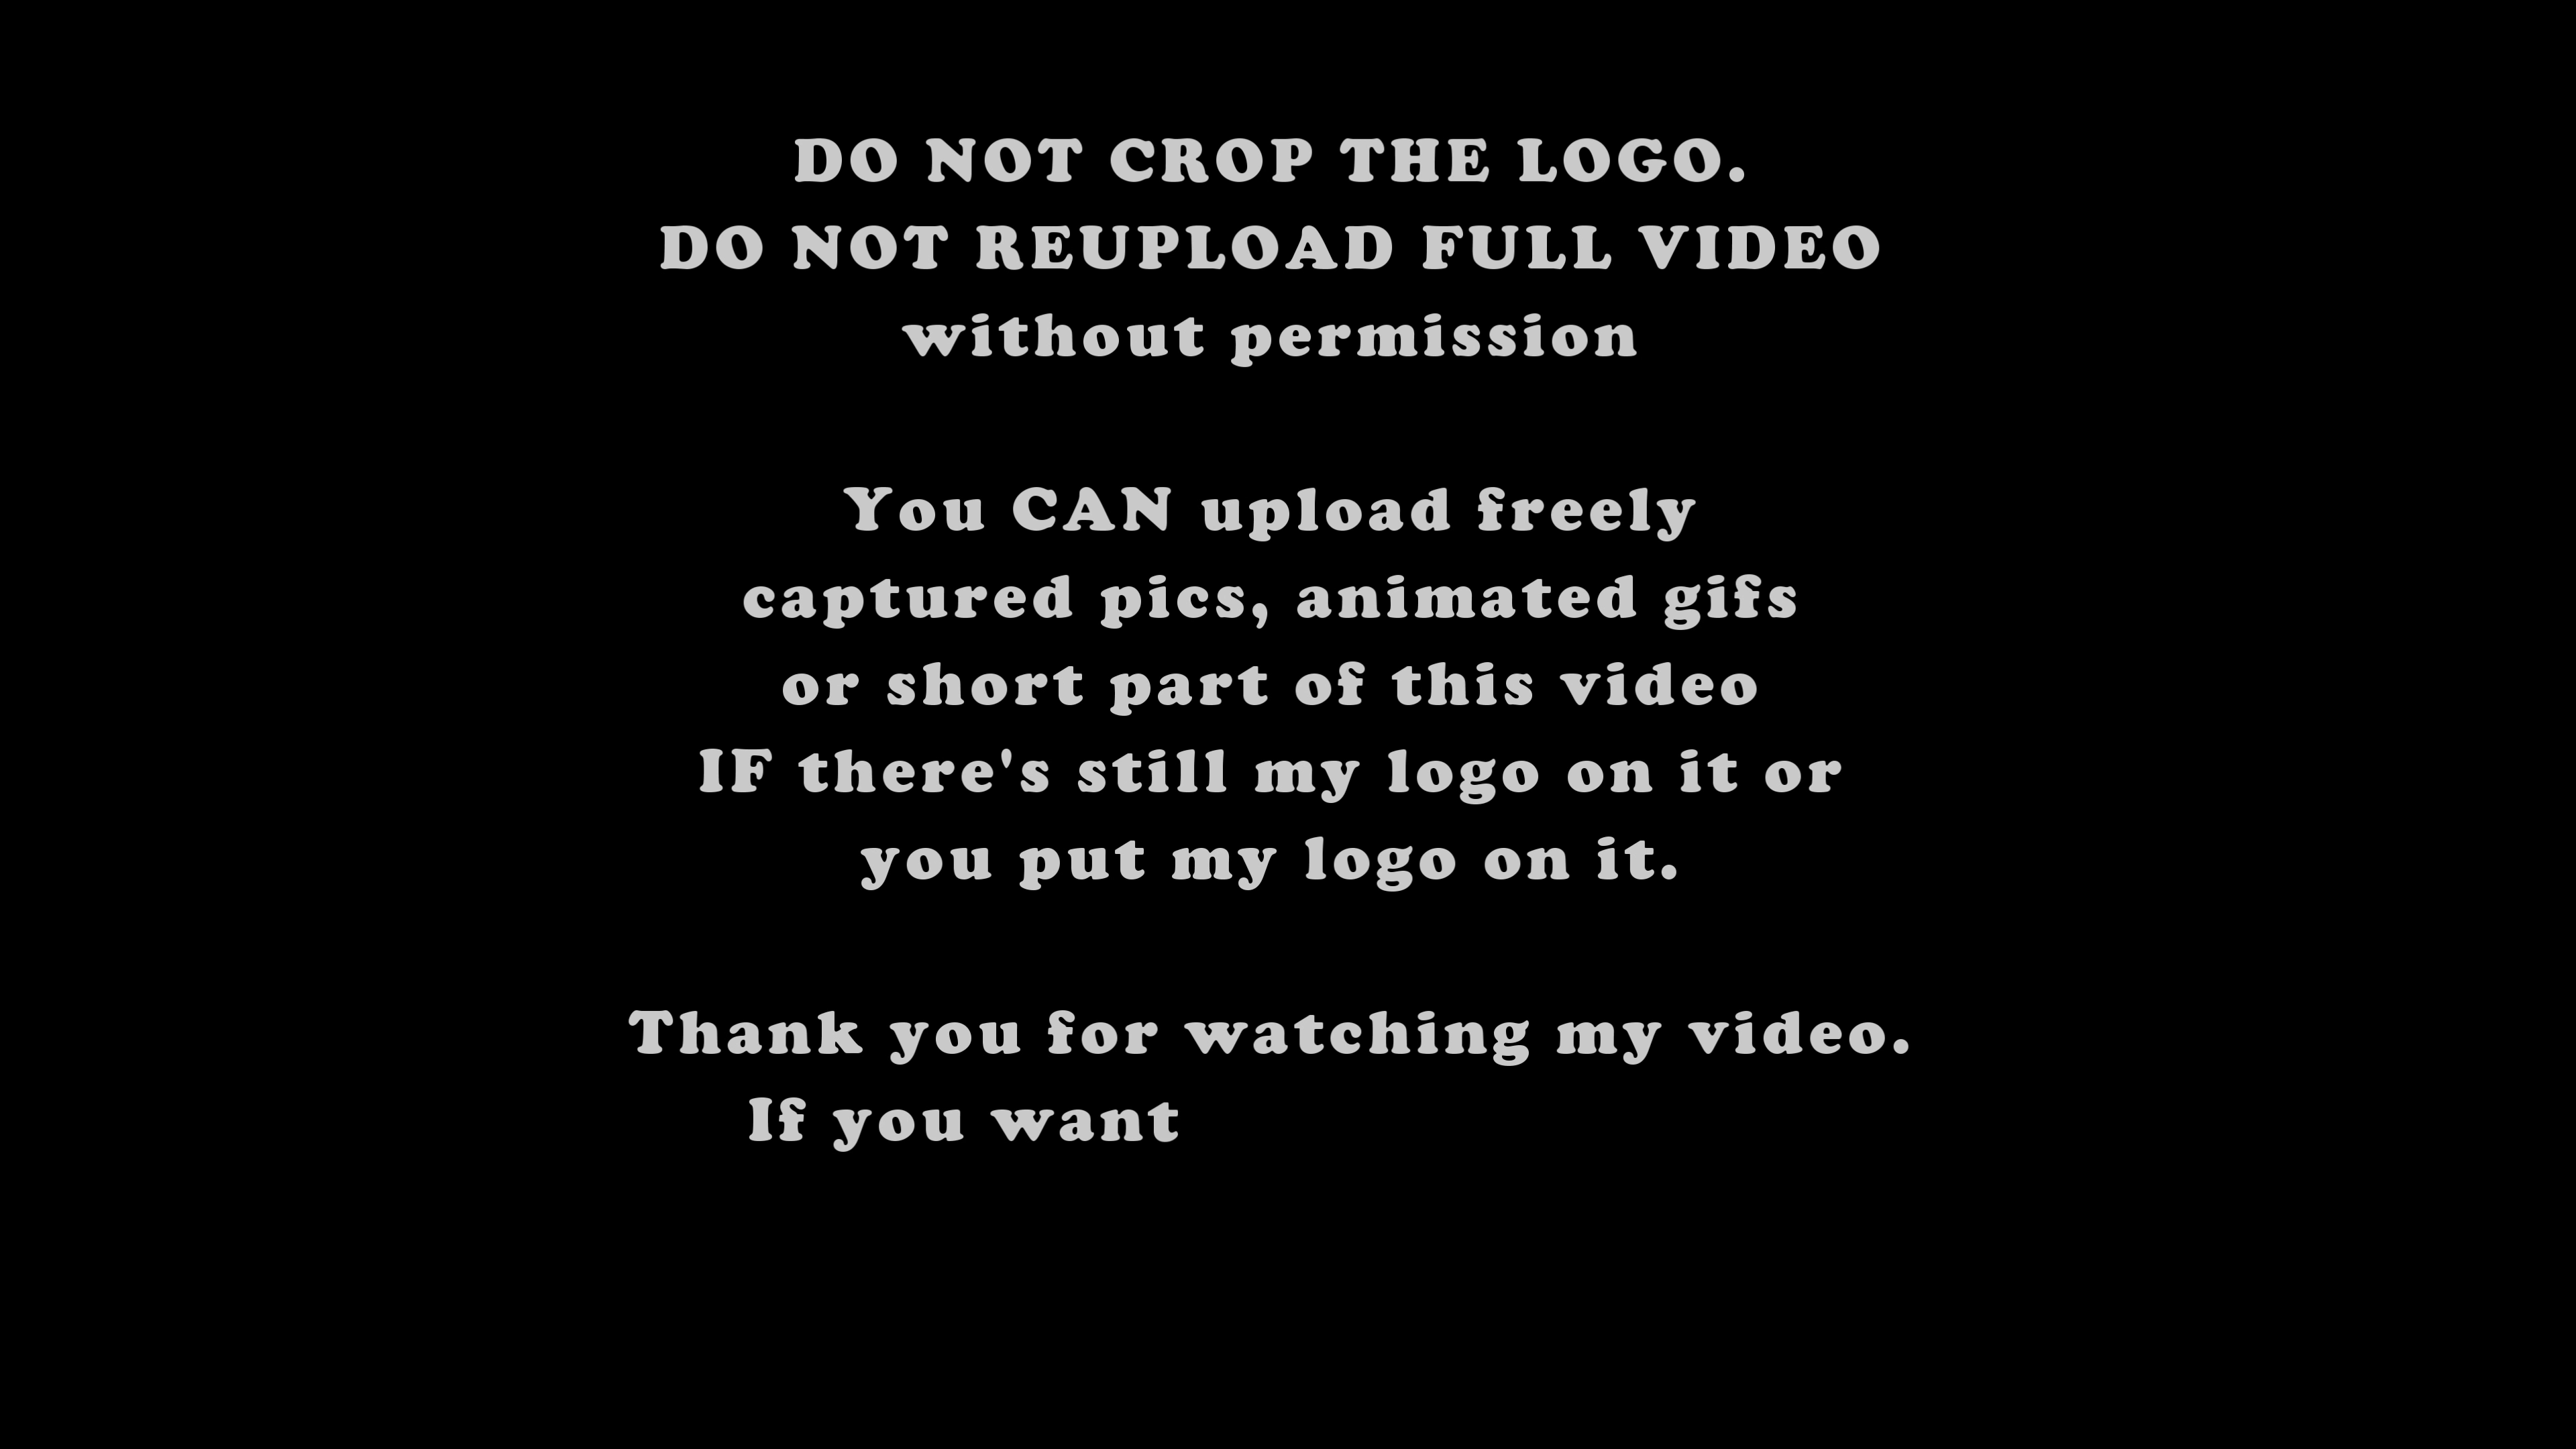 DO NOT CROP THE LOGO.
DO NOT REUPLOAD FULL VIDEO
without permission
You CAN upload freely
captured pics, animated gifs
or short part of this video
IF there's still my logo on it or
you put my logo on it.
Thank you for watching my video.
If you want